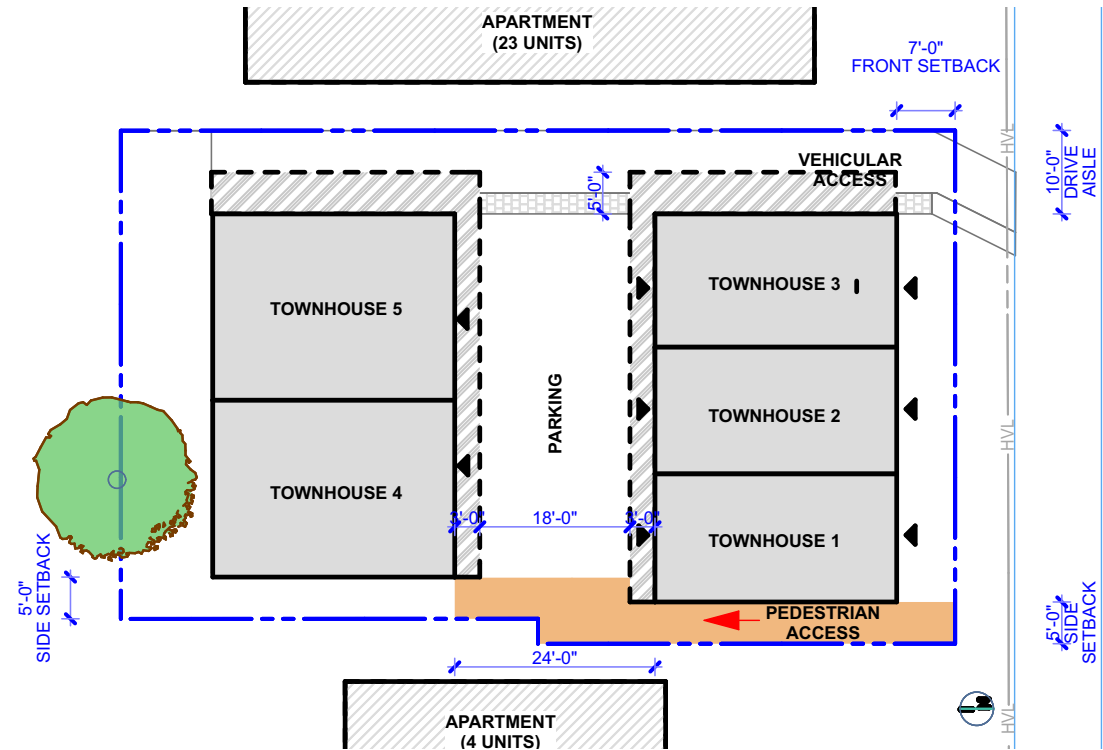 APARTMENT
(23 UNITS)
7'-0"
FRONT SETBACK
HVL
10'-0"
DRIVE
AISLE
VEHICULAR
ACCESS
5'-0"
TOWNHOUSE 5
TOWNHOUSE 3
PARKING
TOWNHOUSE 2
HVL
TOWNHOUSE 4
3'-0"
18'-0"
3'-0"
TOWNHOUSE 1
5'-0"
SIDE SETBACK
PEDESTRIAN
ACCESS
5'-0"
SIDE
SETBACK
24'-0"
APARTMENT
(4 UNITS)
HVL